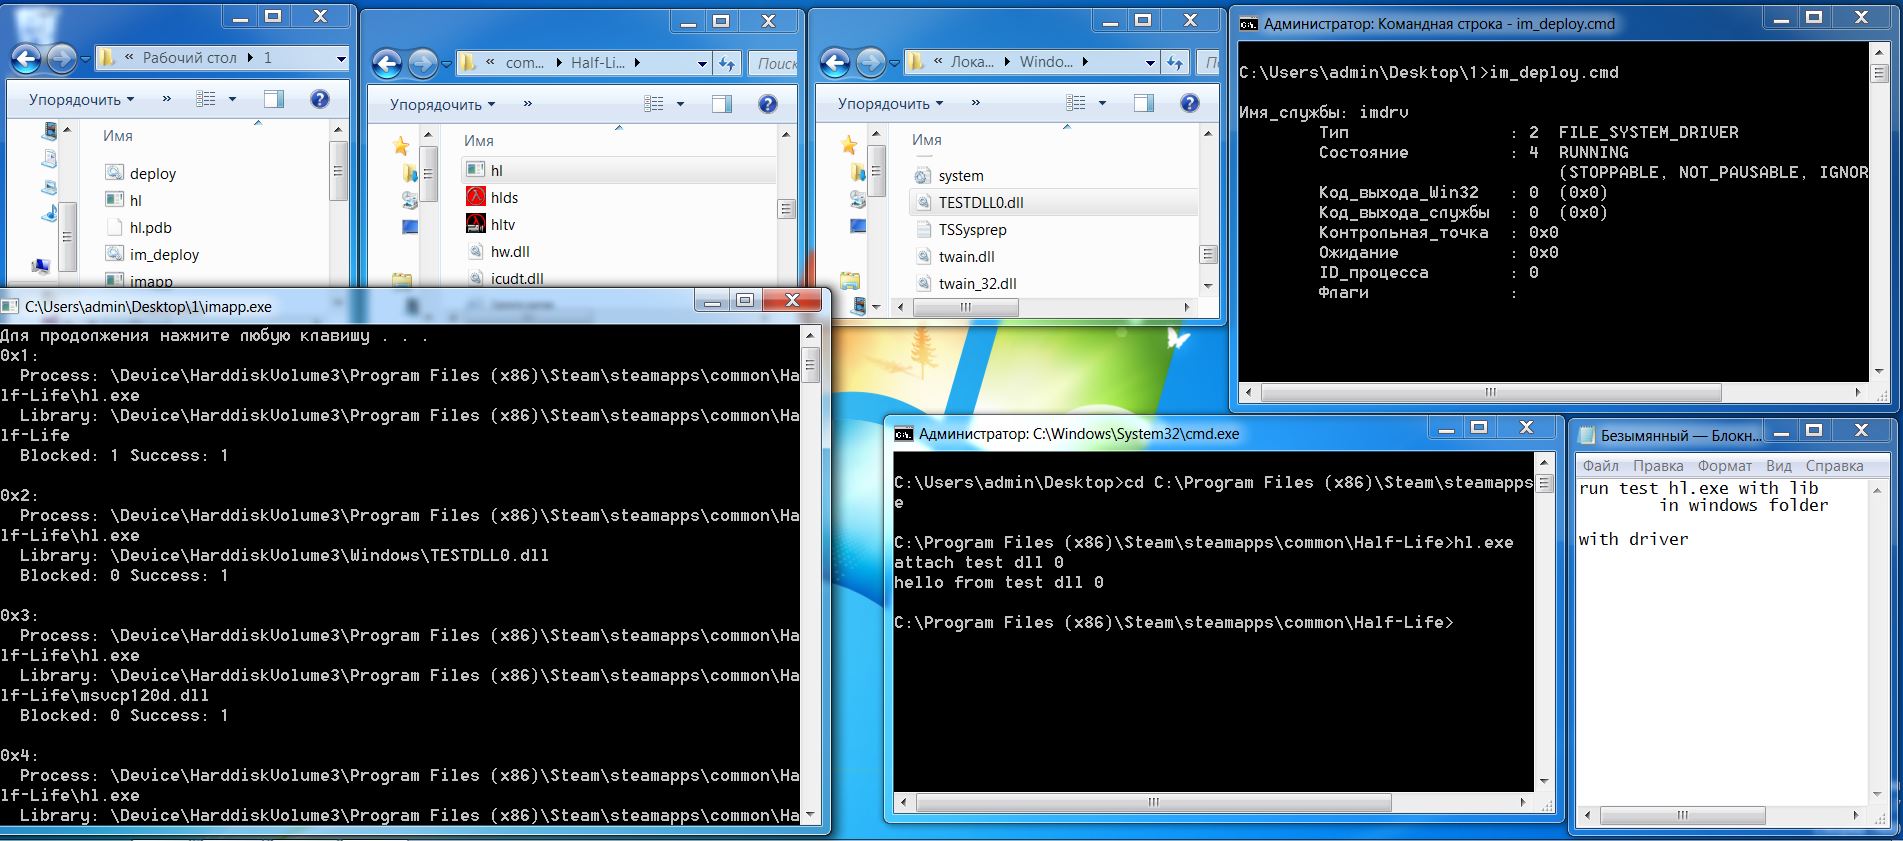 « Рабочий стол 1
Упорядочить »
Имя
deploy
hl
hl.pdb
im_deploy
imapp
« com... Half-Li...
Поиск
Упорядочить »
Имя
hl
hlds
hltv
hw.dll
icudt.dll
« Лока... Windo...
Упорядочить »
Имя
system
TESTDLL0.dll
TSSysprep
twain.dll
twain_32.dll
Администратор: Командная строка - im_deploy.cmd
C:\Users\admin\Desktop\1>im_deploy.cmd
Имя_службы: imdrv
Тип : 2 FILE_SYSTEM_DRIVER
Состояние : 4 RUNNING
(STOPPABLE, NOT_PAUSABLE, IGNOR
Код_выхода_Win32 : 0 (0x0)
Код_выхода_службы : 0 (0x0)
Контрольная_точка : 0x0
Ожидание : 0x0
ID_процесса : 0
Флаги :
C:\Users\admin\Desktop\1\imapp.exe
Для продолжения нажмите любую клавишу . . .
0x1:
Process: \Device\HarddiskVolume3\Program Files (x86)\Steam\steamapps\common\Ha
lf-Life\hl.exe
Library: \Device\HarddiskVolume3\Program Files (x86)\Steam\steamapps\common\Ha
lf-Life
Blocked: 1 Success: 1
0x2:
Process: \Device\HarddiskVolume3\Program Files (x86)\Steam\steamapps\common\Ha
lf-Life\hl.exe
Library: \Device\HarddiskVolume3\Windows\TESTDLL0.dll
Blocked: 0 Success: 1
0x3:
Process: \Device\HarddiskVolume3\Program Files (x86)\Steam\steamapps\common\Ha
lf-Life\hl.exe
Library: \Device\HarddiskVolume3\Program Files (x86)\Steam\steamapps\common\Ha
lf-Life\msvcp120d.dll
Blocked: 0 Success: 1
0x4:
Process: \Device\HarddiskVolume3\Program Files (x86)\Steam\steamapps\common\Ha
lf-Life\hl.exe
Library: \Device\HarddiskVolume3\Program Files (x86)\Steam\steamapps\common\Ha
Администратор: C:\Windows\System32\cmd.exe
C:\Users\admin\Desktop>cd C:\Program Files (x86)\Steam\steamapps
e
C:\Program Files (x86)\Steam\steamapps\common\Half-Life>hl.exe
attach test dll 0
hello from test dll 0
C:\Program Files (x86)\Steam\steamapps\common\Half-Life>
Безымянный — Блокн...
Файл Правка Формат Вид Справка
run test hl.exe with lib
in windows folder
with driver